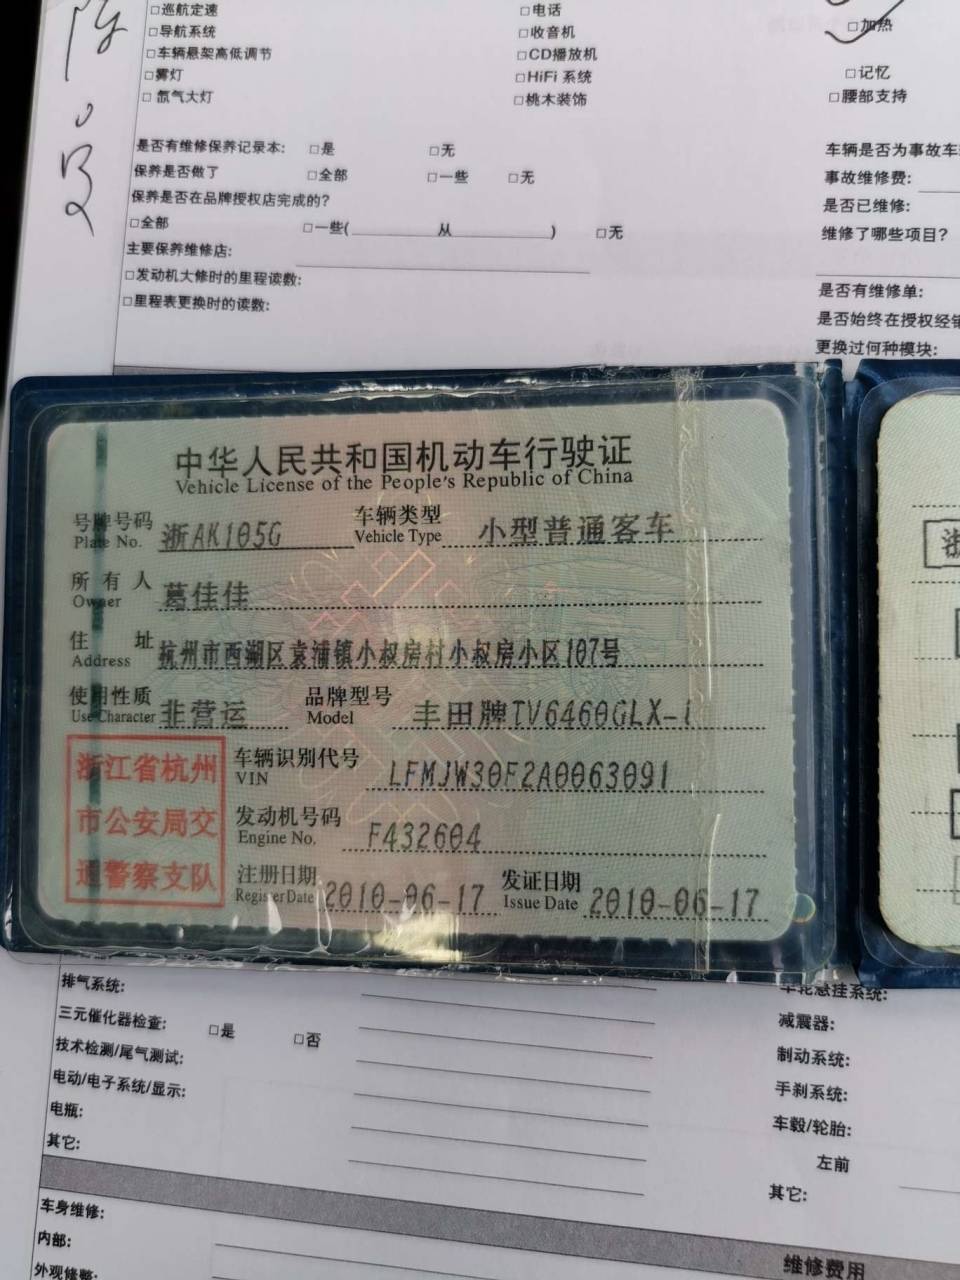 □巡航定速 □电话
□导航系统 □收音机 □加热
□车辆悬架高低调节 □CD播放机
□雾灯 □HiFi 系统 □记忆
□氙气大灯 □桃木装饰 □腰部支持
是否有维修保养记录本: □是 □无 车辆是否为事故车
保养是否做了 □全部 □一些 □无 事故维修费:
保养是否在品牌授权店完成的? 是否已维修:
□全部 □一些( 从 ) □无 维修了哪些项目?
主要保养维修店:
□发动机大修时的里程读数: 是否有维修单:
□里程表更换时的读数: 是否始终在授权经销
更换过何种模块:
中华人民共和国机动车行驶证
Vehicle License of the People's Republic of China
号牌号码 浙AK105G 车辆类型 小型普通客车
Plate No. Vehicle Type
所有人 葛佳佳
Owner
住址 杭州市西湖区袁浦镇小叔房村小叔房小区107号
Address
使用性质 非营运 品牌型号 丰田牌TV6460GLX-i
Use Character Model
浙江省杭州
市公安局交
通警察支队
车辆识别代号 LFMJW30F2A0063091
VIN
发动机号码 F432604
Engine No.
注册日期 2010-06-17 发证日期 2010-06-17
Register Date Issue Date
浙
排气系统: 车轮悬挂系统:
三元催化器检查: □是 □否 减震器:
技术检测/尾气测试: 制动系统:
电动/电子系统/显示: 手刹系统:
电瓶: 车毂/轮胎:
其它: 左前
其它:
车身维修:
内部: 维修费用
外观修整: